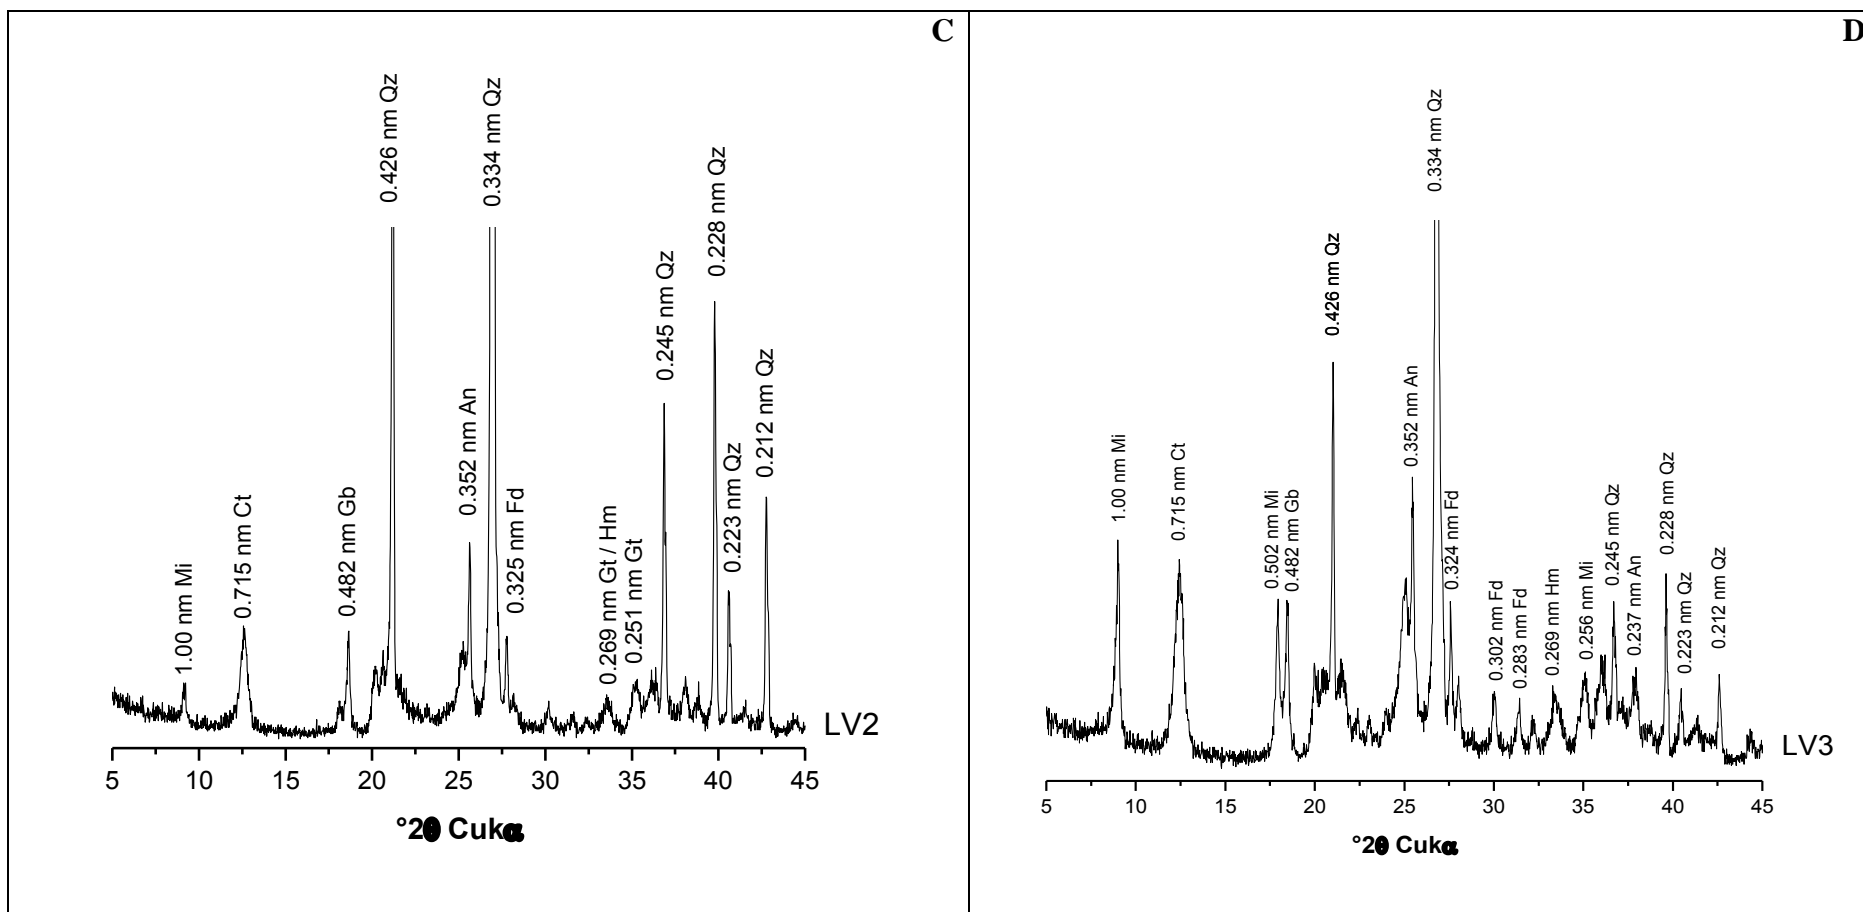 C
1.00 nm Mi
0.715 nm Ct
0.482 nm Gb
0.426 nm Qz
0.352 nm An
0.334 nm Qz
0.325 nm Fd
0.269 nm Gt / Hm
0.251 nm Gt
0.245 nm Qz
0.228 nm Qz
0.223 nm Qz
0.212 nm Qz
LV2
5 10 15 20 25 30 35 40 45
°2θ Cukα
D
1.00 nm Mi
0.715 nm Ct
0.502 nm Mi
0.482 nm Gb
0.426 nm Qz
0.352 nm An
0.334 nm Qz
0.324 nm Fd
0.302 nm Fd
0.283 nm Fd
0.269 nm Hm
0.256 nm Mi
0.245 nm Qz
0.237 nm An
0.228 nm Qz
0.223 nm Qz
0.212 nm Qz
LV3
5 10 15 20 25 30 35 40 45
°2θ Cukα